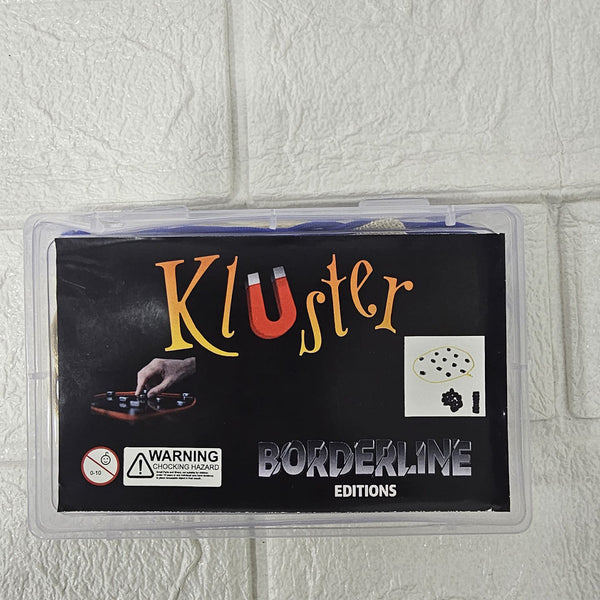 Kluster
0-10
WARNING
CHOCKING HAZARD
BORDERLINE
EDITIONS